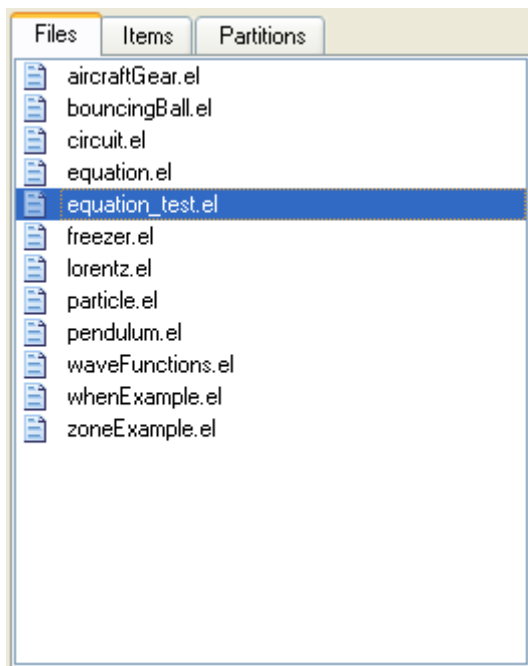 Files Items Partitions
aircraftGear.el
bouncingBall.el
circuit.el
equation.el
equation_test.el
freezer.el
lorentz.el
particle.el
pendulum.el
waveFunctions.el
whenExample.el
zoneExample.el